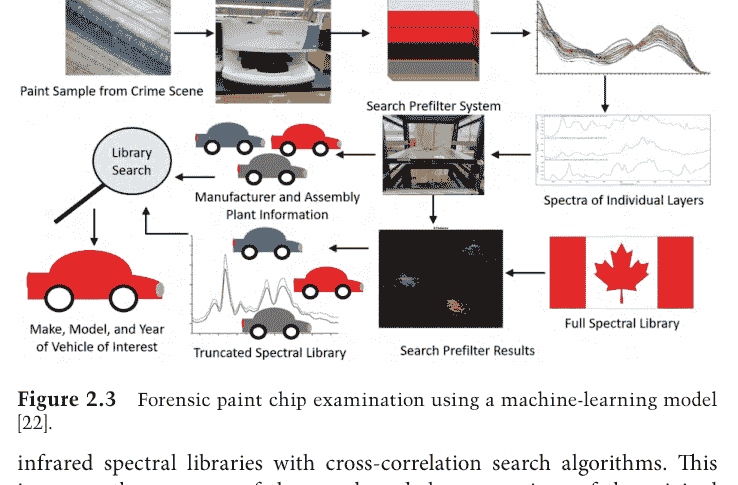 Paint Sample from Crime Scene
Search Prefilter System
Library
Search
Manufacturer and Assembly
Plant Information
Spectra of Individual Layers
Make, Model, and Year
of Vehicle of Interest
Truncated Spectral Library
Search Prefilter Results
Full Spectral Library
Figure 2.3 Forensic paint chip examination using a machine-learning model
[22].
infrared spectral libraries with cross-correlation search algorithms. This